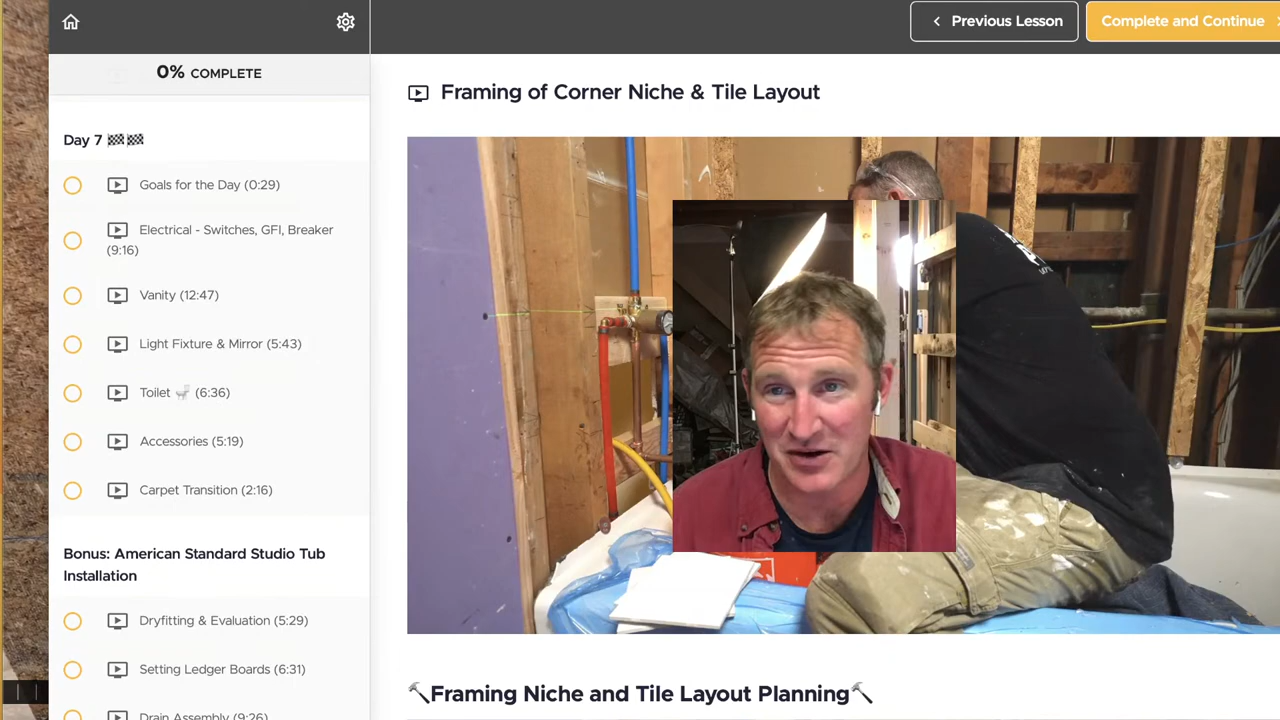 Previous Lesson
Complete and Continue
0% COMPLETE
Framing of Corner Niche & Tile Layout
Day 7
Goals for the Day (0:29)
Electrical - Switches, GFI, Breaker
(9:16)
Vanity (12:47)
Light Fixture & Mirror (5:43)
Toilet (6:36)
Accessories (5:19)
Carpet Transition (2:16)
Bonus: American Standard Studio Tub
Installation
Dryfitting & Evaluation (5:29)
Setting Ledger Boards (6:31)
Drain Assembly (9:26)
Framing Niche and Tile Layout Planning